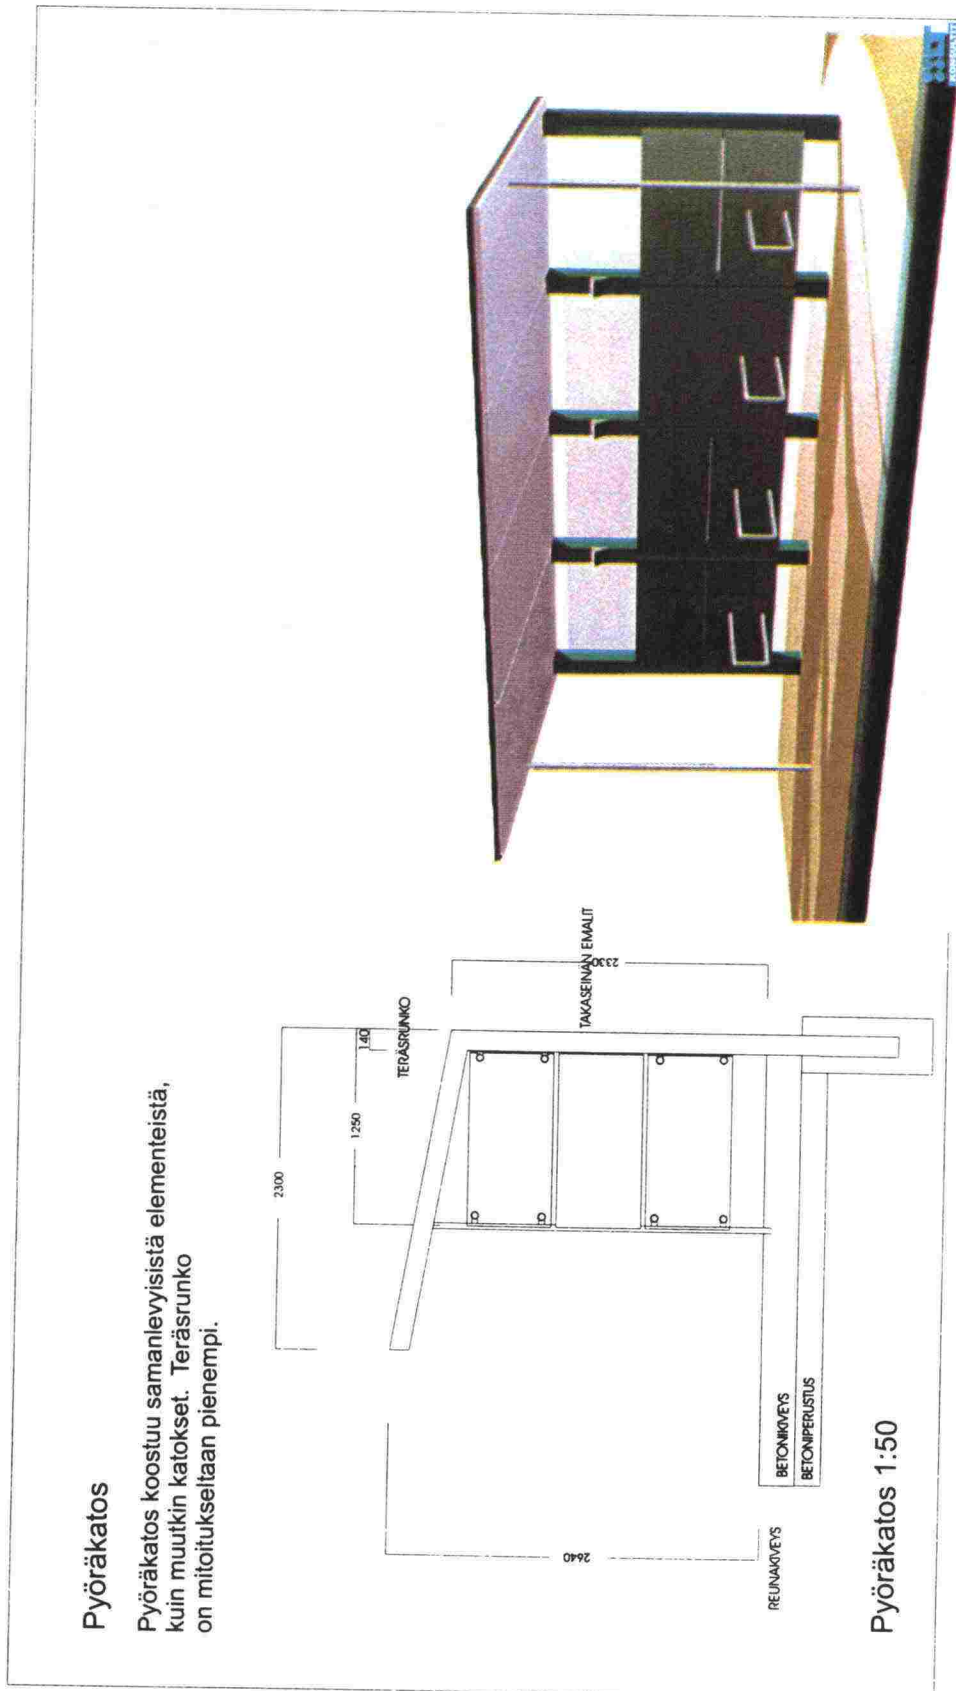 Pyöräkatos
Pyöräkatos koostuu samanlevyisistä elementeistä,
kuin muutkin katokset. Teräsrunko
on mitoitukseltaan pienempi.
2300
1250
140
TERÄSRUNKO
TAKASEINÄN EMALIT
2330
2640
REUNAKIVEYS
BETONIKIVEYS
BETONIPERUSTUS
Pyöräkatos 1:50
KONSULTIT